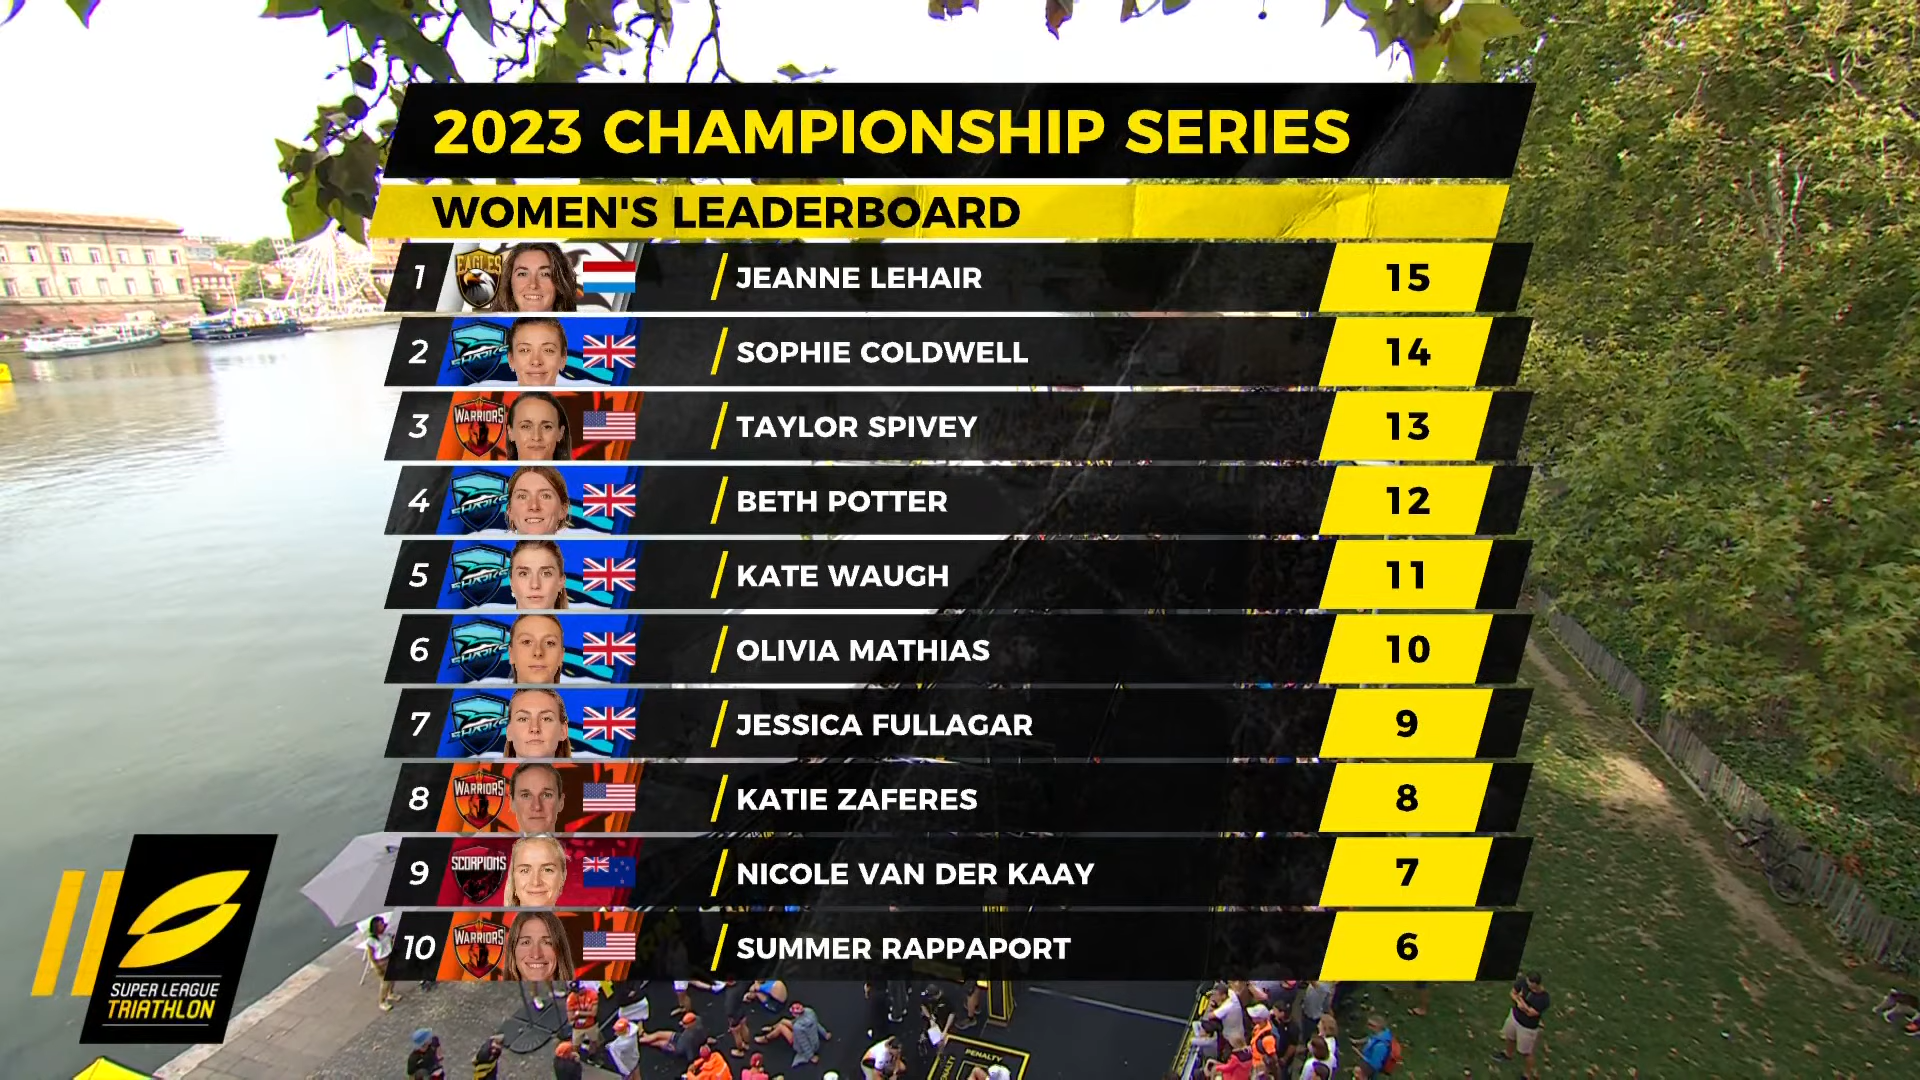 2023 CHAMPIONSHIP SERIES
WOMEN'S LEADERBOARD
1 EAGLES JEANNE LEHAIR 15
2 SHARKS SOPHIE COLDWELL 14
3 WARRIORS TAYLOR SPIVEY 13
4 SHARKS BETH POTTER 12
5 SHARKS KATE WAUGH 11
6 SHARKS OLIVIA MATHIAS 10
7 SHARKS JESSICA FULLAGAR 9
8 WARRIORS KATIE ZAFERES 8
9 SCORPIONS NICOLE VAN DER KAAY 7
10 WARRIORS SUMMER RAPPAPORT 6
SUPER LEAGUE
TRIATHLON
PENALTY
PENALTY